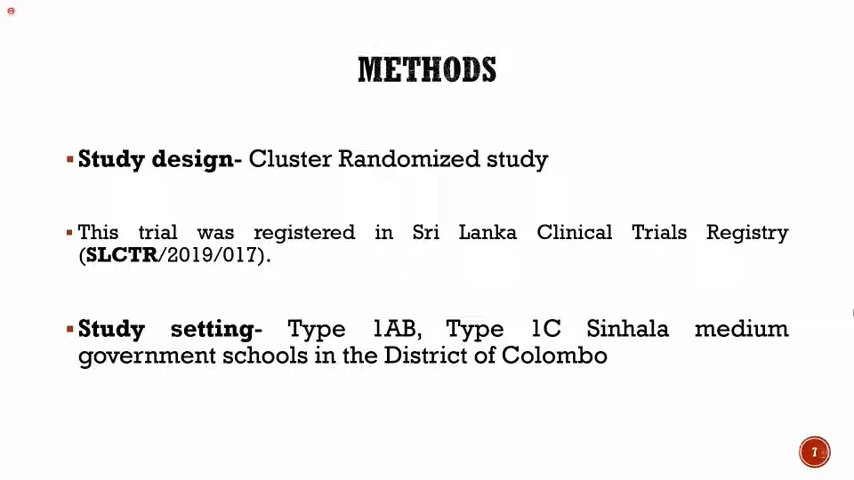 METHODS
▪Study design- Cluster Randomized study
▪This trial was registered in Sri Lanka Clinical Trials Registry
(SLCTR/2019/017).
▪Study setting- Type 1AB, Type 1C Sinhala medium
government schools in the District of Colombo
7